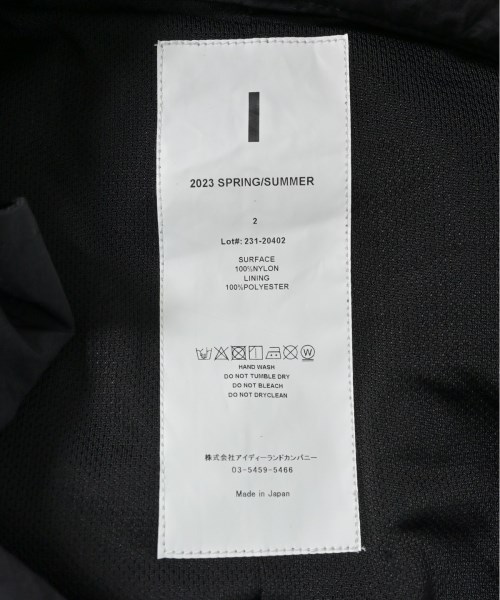 2023 SPRING/SUMMER
2
Lot#: 231-20402
SURFACE
100%NYLON
LINING
100%POLYESTER
HAND WASH
DO NOT TUMBLE DRY
DO NOT BLEACH
DO NOT DRYCLEAN
株式会社アイディーランドカンパニー
03-5459-5466
Made in Japan